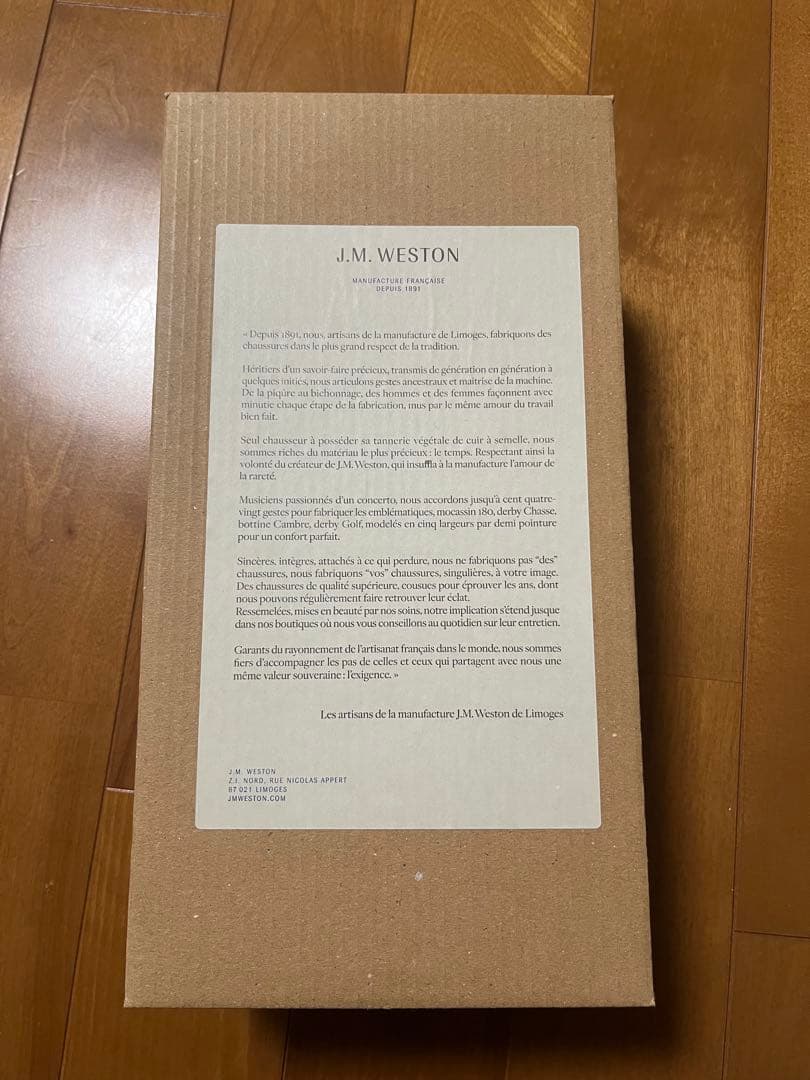 J.M. WESTON
MANUFACTURE FRANÇAISE
DEPUIS 1891
« Depuis 1891, nous, artisans de la manufacture de Limoges, fabriquons des
chaussures dans le plus grand respect de la tradition.
Héritiers d'un savoir-faire précieux, transmis de génération en génération à
quelques initiés, nous articulons gestes ancestraux et maîtrise de la machine.
De la piqûre au bichonnage, des hommes et des femmes façonnent avec
minutie chaque étape de la fabrication, mus par le même amour du travail
bien fait.
Seul chausseur à posséder sa tannerie végétale de cuir à semelle, nous
sommes riches du matériau le plus précieux : le temps. Respectant ainsi la
volonté du créateur de J.M. Weston, qui insuffla à la manufacture l'amour de
la rareté.
Musiciens passionnés d'un concerto, nous accordons jusqu'à cent quatre-
vingt gestes pour fabriquer les emblématiques, mocassin 180, derby Chasse,
bottine Cambre, derby Golf, modelés en cinq largeurs par demi pointure
pour un confort parfait.
Sincères, intègres, attachés à ce qui perdure, nous ne fabriquons pas “des”
chaussures, nous fabriquons “vos” chaussures, singulières, à votre image.
Des chaussures de qualité supérieure, cousues pour éprouver les ans, dont
nous pouvons régulièrement faire retrouver leur éclat.
Ressemelées, mises en beauté par nos soins, notre implication s'étend jusque
dans nos boutiques où nous vous conseillons au quotidien sur leur entretien.
Garants du rayonnement de l'artisanat français dans le monde, nous sommes
fiers d'accompagner les pas de celles et ceux qui partagent avec nous une
même valeur souveraine : l'exigence. »
Les artisans de la manufacture J.M. Weston de Limoges
J.M. WESTON
Z.I. NORD, RUE NICOLAS APPERT
87 021 LIMOGES
JMWESTON.COM